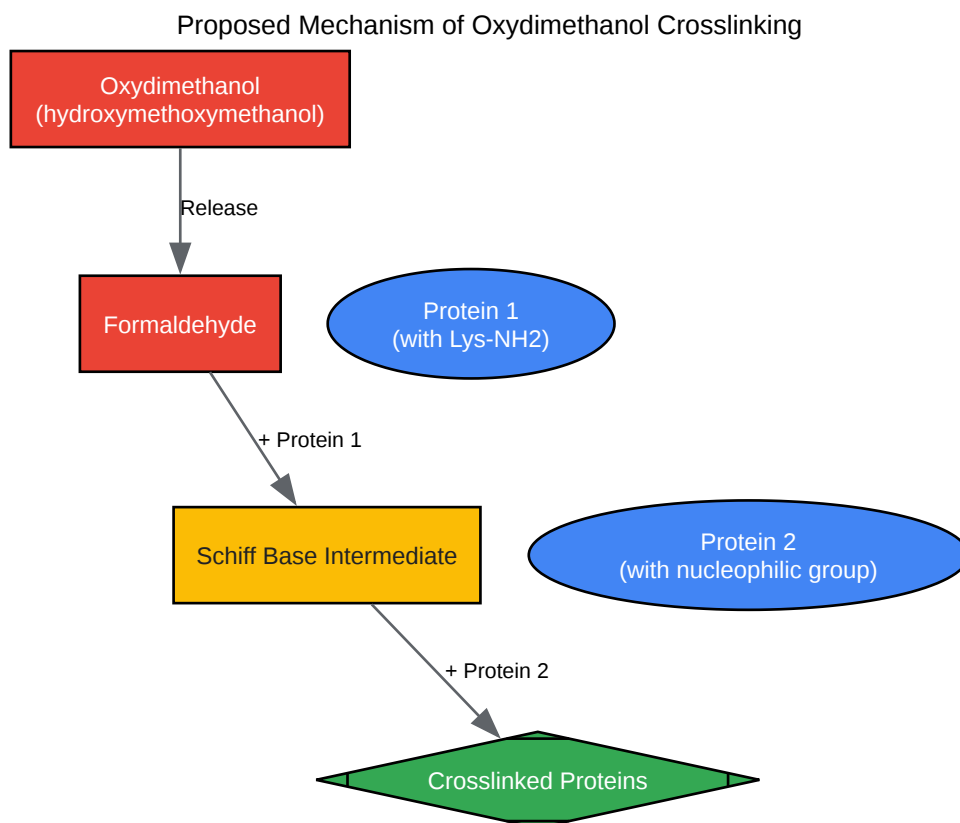 Proposed Mechanism of Oxydimethanol Crosslinking
Oxydimethanol
(hydroxymethoxymethanol)
Release
Formaldehyde
Protein 1
(with Lys-NH2)
+ Protein 1
Schiff Base Intermediate
Protein 2
(with nucleophilic group)
+ Protein 2
Crosslinked Proteins